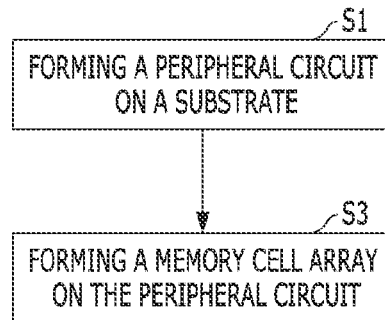 S1
FORMING A PERIPHERAL CIRCUIT
ON A SUBSTRATE
S3
FORMING A MEMORY CELL ARRAY
ON THE PERIPHERAL CIRCUIT